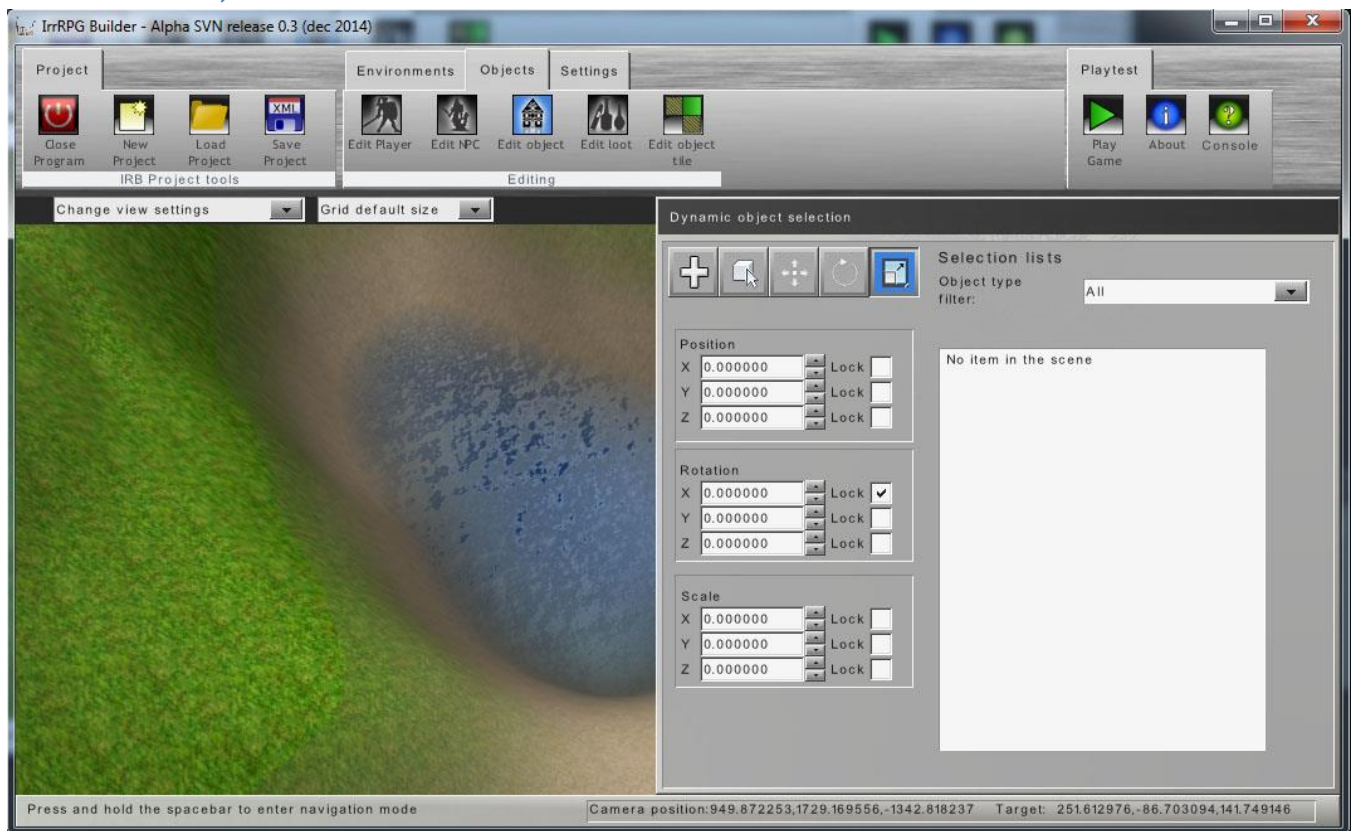 IrrRPG Builder - Alpha SVN release 0.3 (dec 2014)
Project
Environments Objects Settings
Playtest
XML
Close Program
New Project
Load Project
Save Project
Edit Player
Edit NPC
Edit object
Edit loot
Edit object tile
Play Game
About
Console
IRB Project tools
Editing
Change view settings
Grid default size
Dynamic object selection
Selection lists
Object type filter:
All
No item in the scene
Position
X 0.000000 Lock
Y 0.000000 Lock
Z 0.000000 Lock
Rotation
X 0.000000 Lock
Y 0.000000 Lock
Z 0.000000 Lock
Scale
X 0.000000 Lock
Y 0.000000 Lock
Z 0.000000 Lock
Press and hold the spacebar to enter navigation mode
Camera position:949.872253,1729.169556,-1342.818237 Target: 251.612976,-86.703094,141.749146